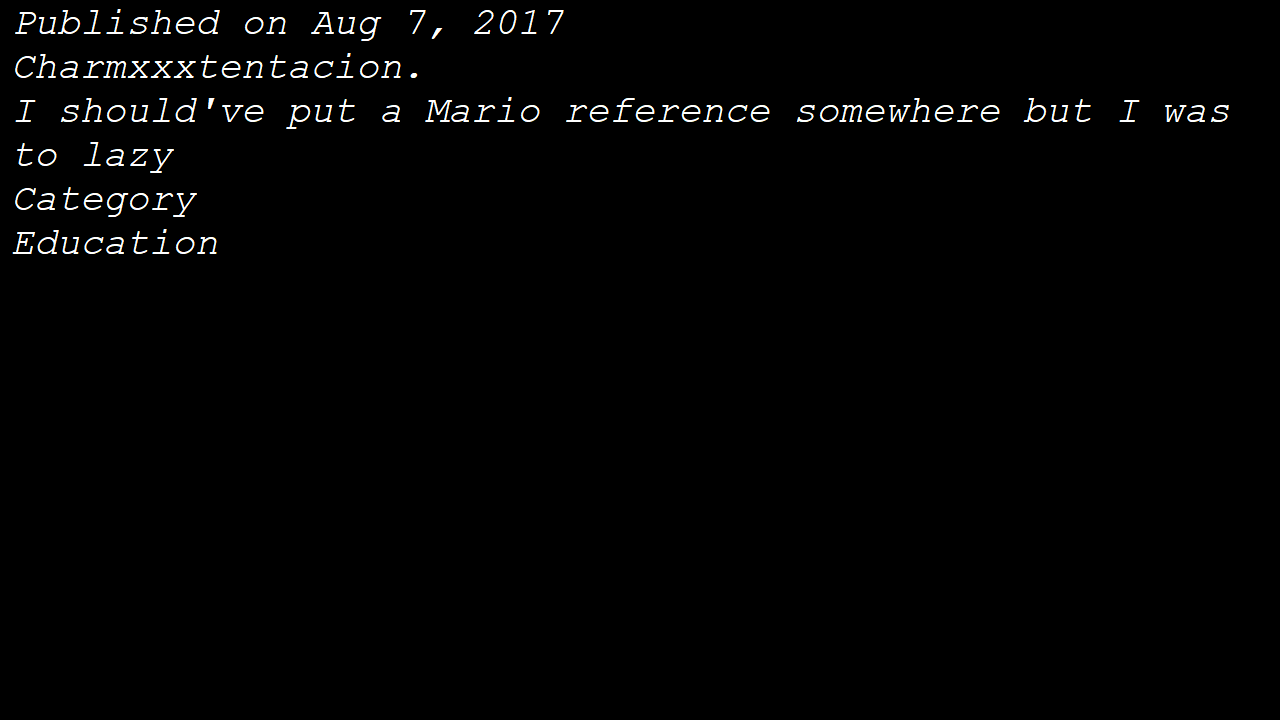 Published on Aug 7, 2017
Charmxxxtentacion.
I should've put a Mario reference somewhere but I was
to lazy
Category
Education